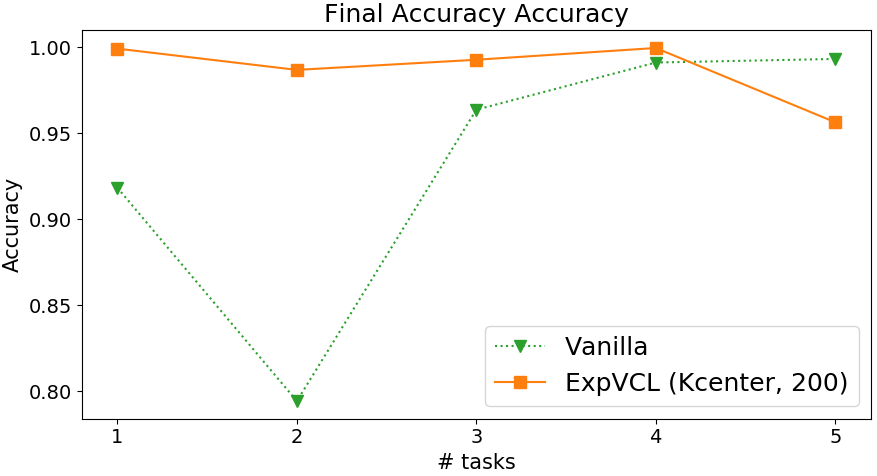 Final Accuracy Accuracy
Accuracy
1.00
0.95
0.90
0.85
0.80
Vanilla
ExpVCL (Kcenter, 200)
1 2 3 4 5
# tasks